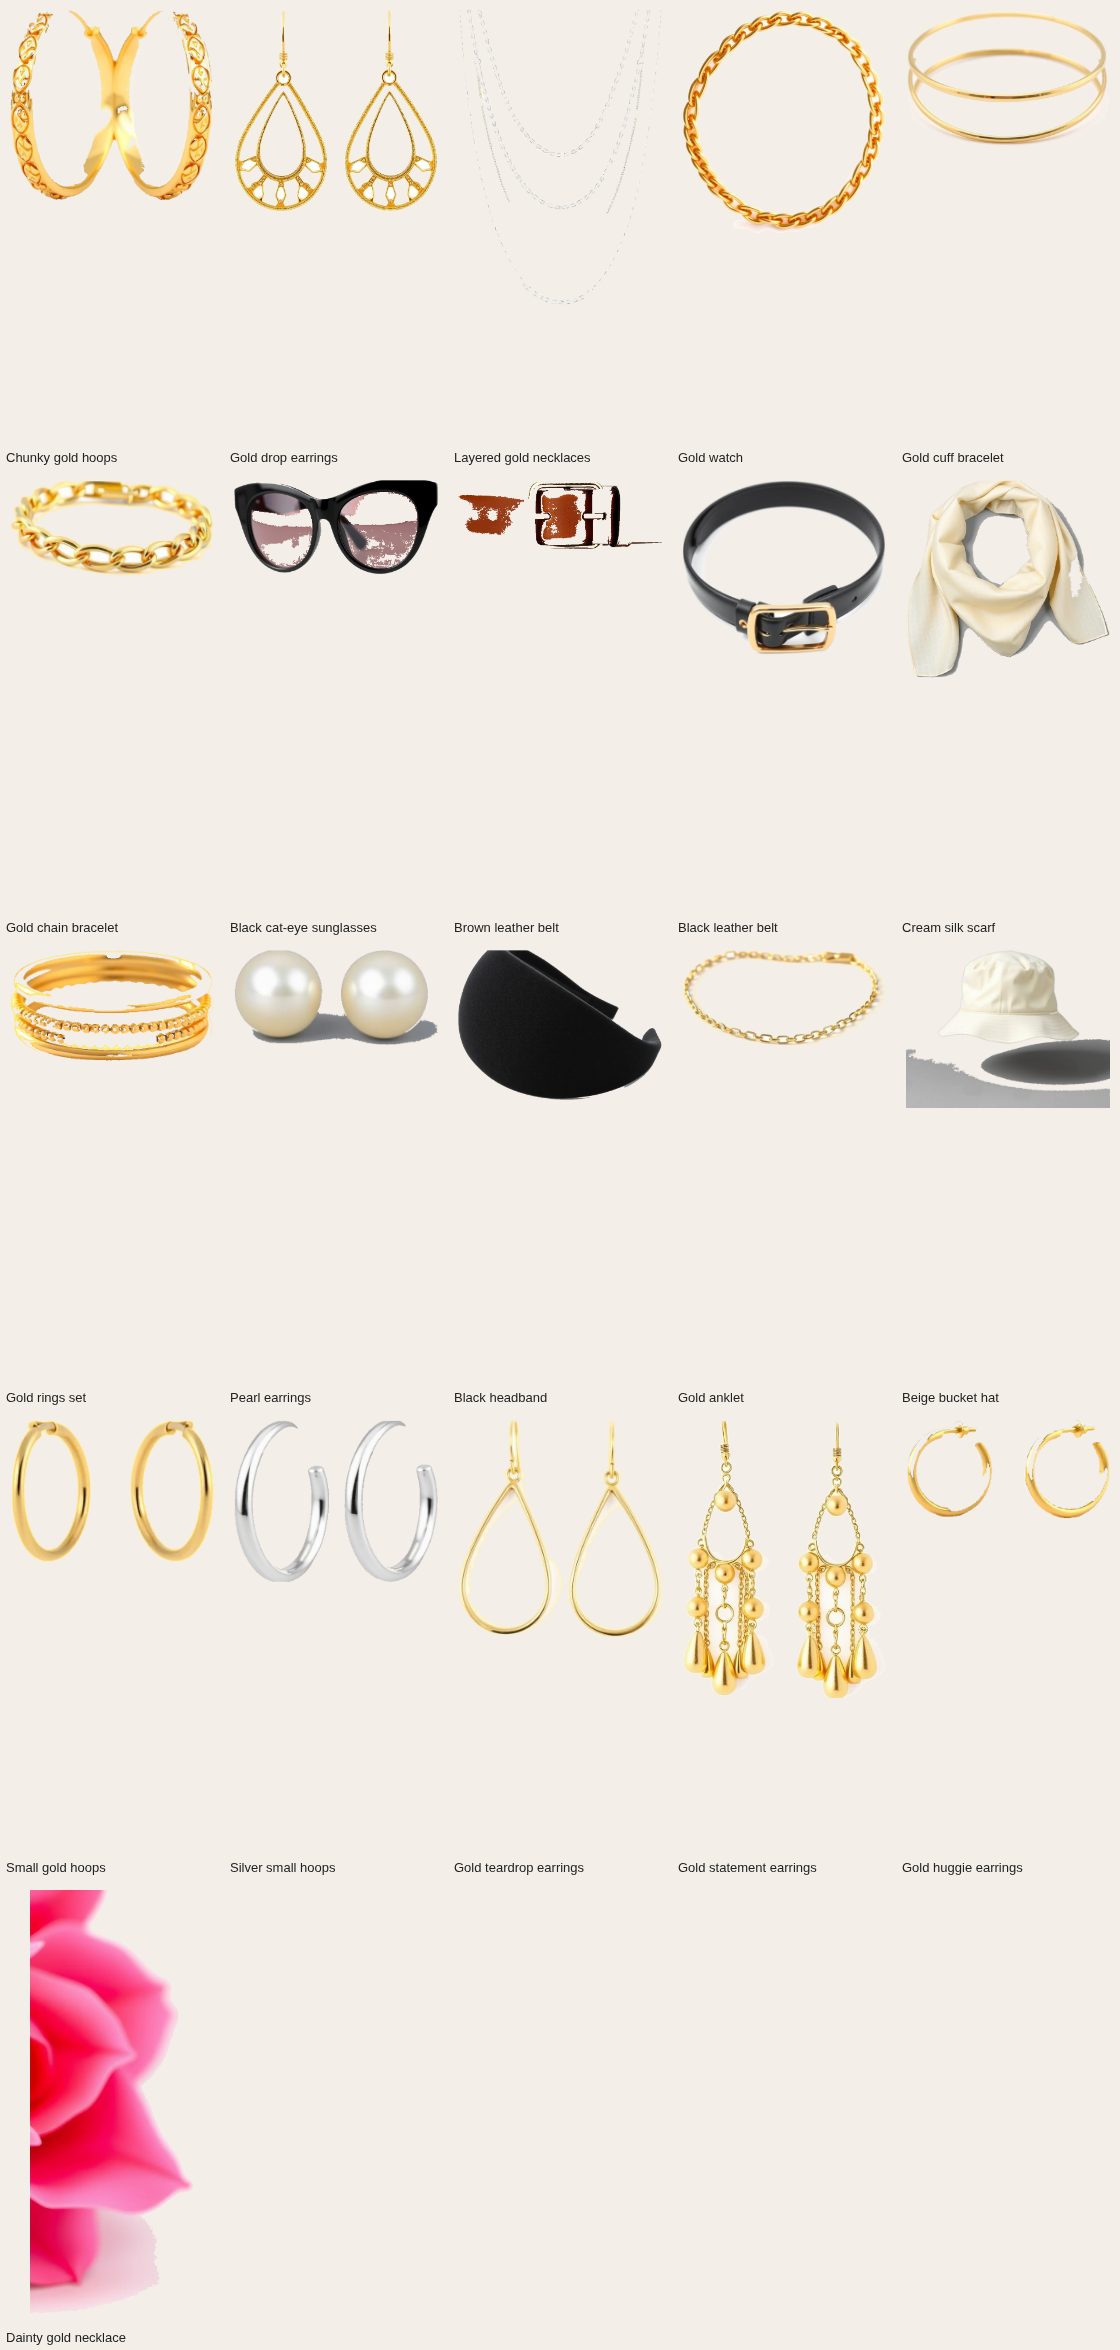 Chunky gold hoops
Gold drop earrings
Layered gold necklaces
Gold watch
Gold cuff bracelet
Gold chain bracelet
Black cat-eye sunglasses
Brown leather belt
Black leather belt
Cream silk scarf
Gold rings set
Pearl earrings
Black headband
Gold anklet
Beige bucket hat
Small gold hoops
Silver small hoops
Gold teardrop earrings
Gold statement earrings
Gold huggie earrings
Dainty gold necklace